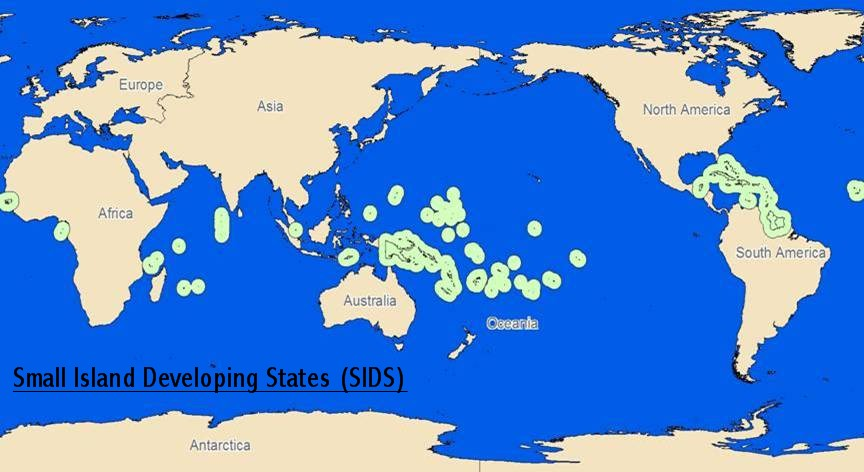 Europe
Asia
North America
Africa
South America
Australia
Oceania
Small Island Developing States (SIDS)
Antarctica